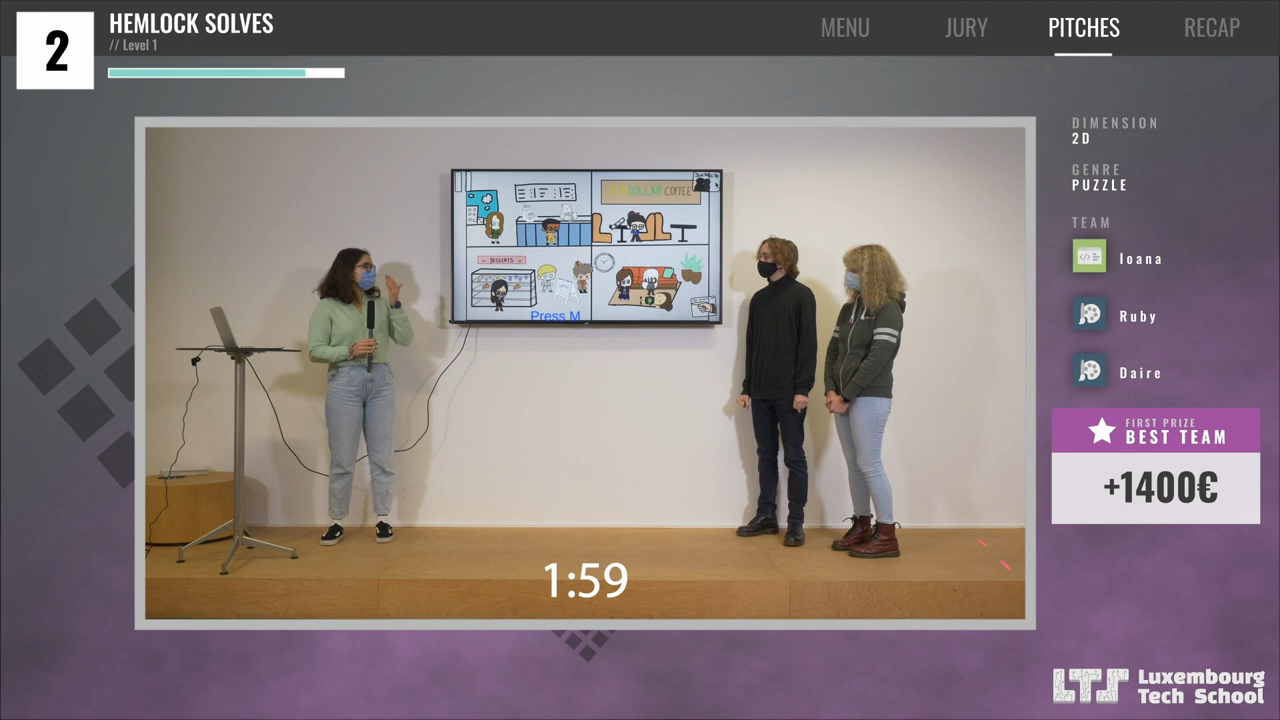 2
HEMLOCK SOLVES
// Level 1
MENU
JURY
PITCHES
RECAP
DIMENSION
2D
GENRE
PUZZLE
TEAM
Ioana
Ruby
Daire
FIRST PRIZE
BEST TEAM
+1400€
DOLLAR COFFEE
DESSERTS
Press M
1:59
LTS
Luxembourg
Tech School